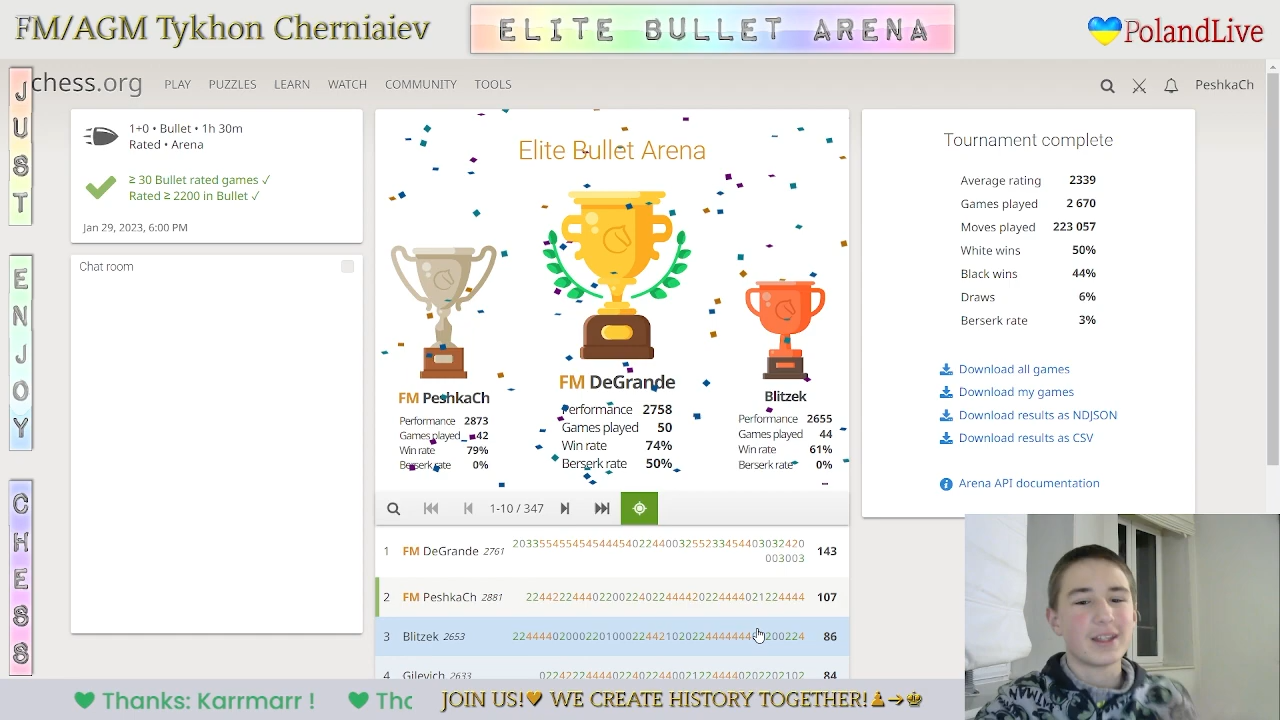 FM/AGM Tykhon Cherniaiev
ELITE BULLET ARENA
PolandLive
JUST
ENJOY
CHESS
chess.org
PLAY PUZZLES LEARN WATCH COMMUNITY TOOLS
PeshkaCh
1+0 • Bullet • 1h 30m
Rated • Arena
≥ 30 Bullet rated games ✓
Rated ≥ 2200 in Bullet ✓
Jan 29, 2023, 6:00 PM
Chat room
Elite Bullet Arena
FM PeshkaCh
Performance 2873
Games played 42
Win rate 79%
Berserk rate 0%
FM DeGrande
Performance 2758
Games played 50
Win rate 74%
Berserk rate 50%
Blitzek
Performance 2655
Games played 44
Win rate 61%
Berserk rate 0%
1-10 / 347
1 FM DeGrande 2761 143
2 FM PeshkaCh 2881 107
3 Blitzek 2653 86
4 Gilevich 2633 84
Tournament complete
Average rating 2339
Games played 2 670
Moves played 223 057
White wins 50%
Black wins 44%
Draws 6%
Berserk rate 3%
Download all games
Download my games
Download results as NDJSON
Download results as CSV
Arena API documentation
Thanks: Karrmarr !
JOIN US! WE CREATE HISTORY TOGETHER!